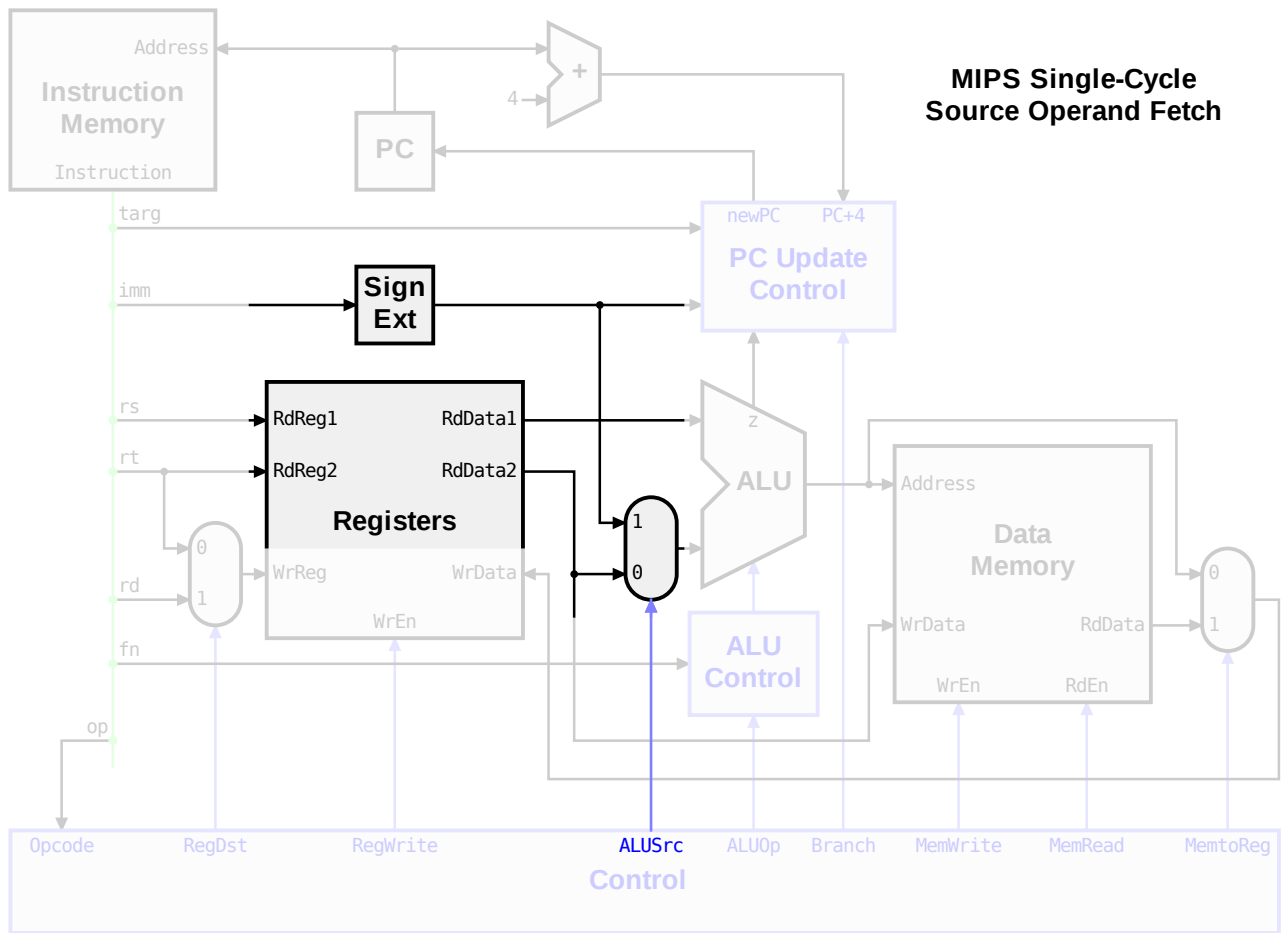 MIPS Single-Cycle
Source Operand Fetch
Address
Instruction
Memory
Instruction
+
4
PC
targ
newPC PC+4
PC Update
Control
imm
Sign
Ext
rs
RdReg1 RdData1
z
rt
RdReg2 RdData2
ALU
Address
Registers
1
Data
Memory
0
WrReg WrData
0
0
rd
1
WrEn
WrData RdData
1
fn
ALU
Control
WrEn RdEn
op
Opcode RegDst RegWrite ALUSrc ALUOp Branch MemWrite MemRead MemtoReg
Control